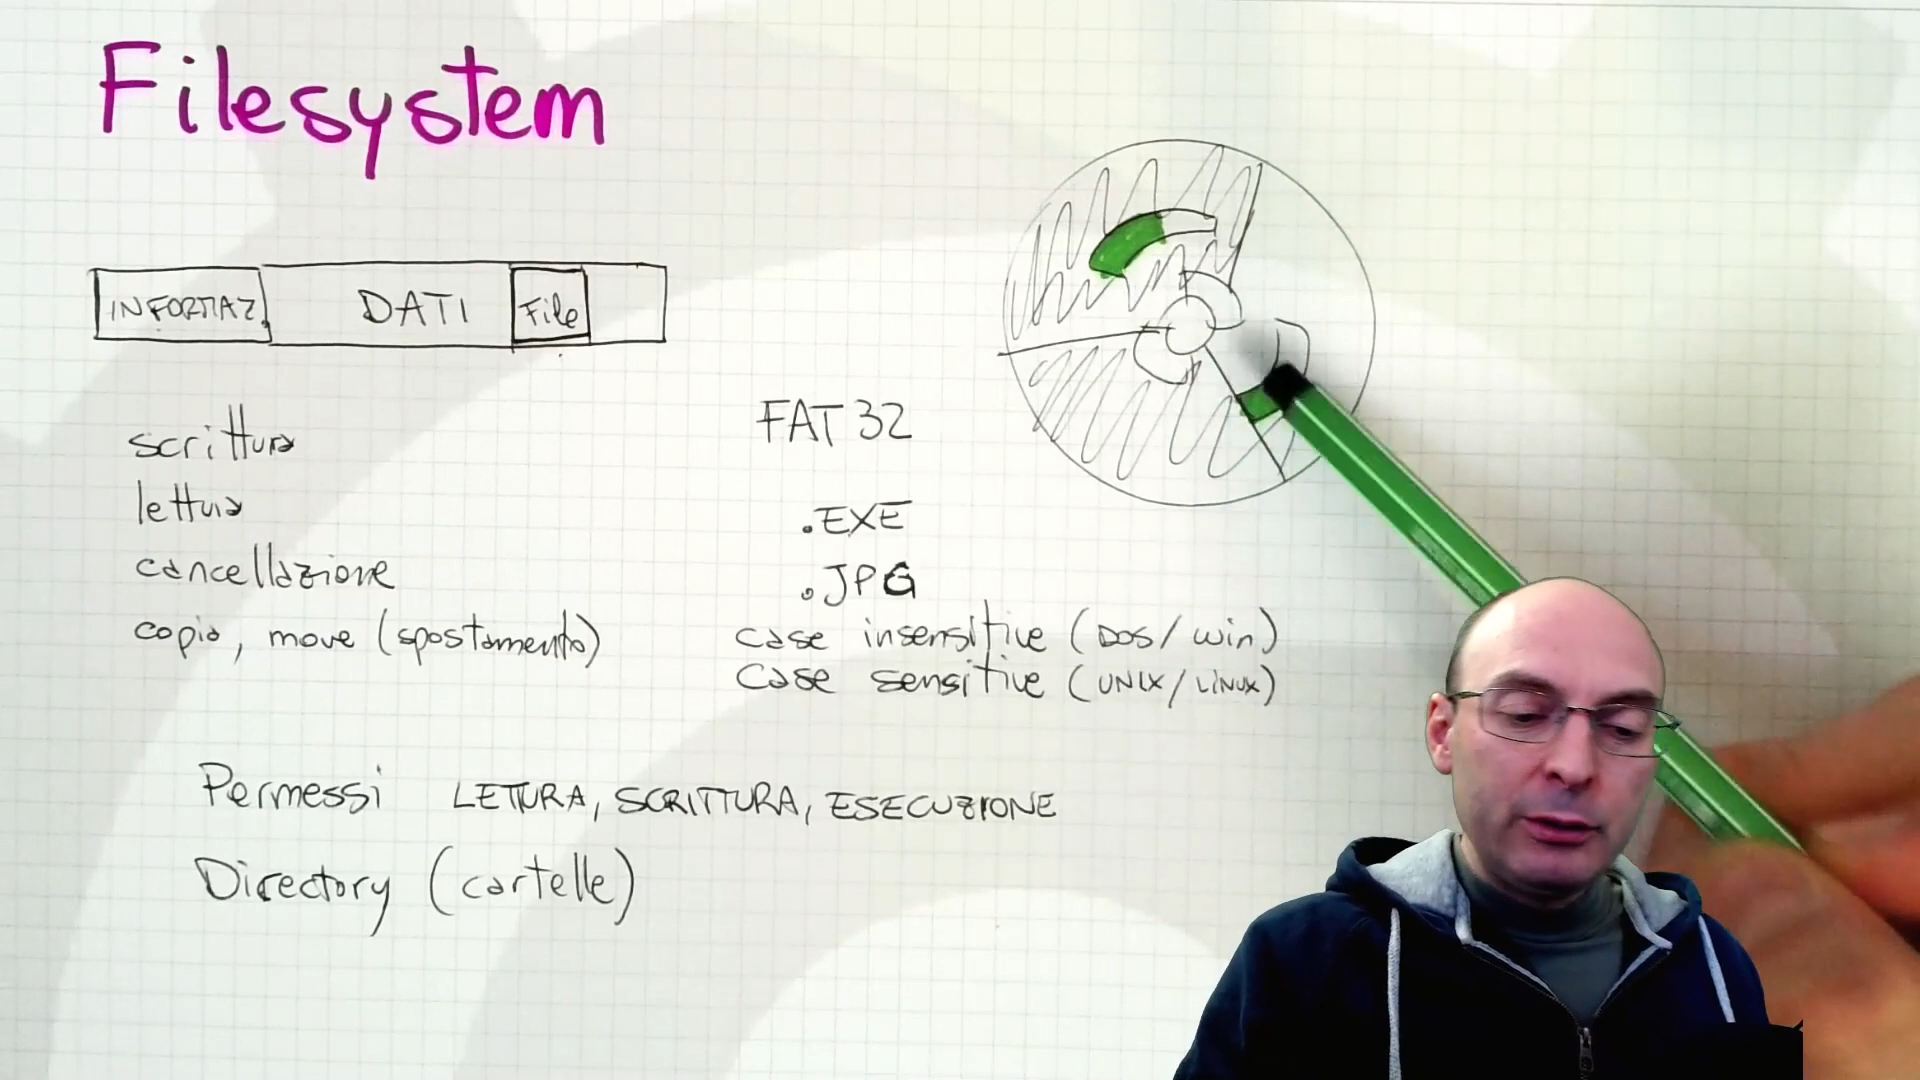 Filesystem
INFORMAZ. DATI File
scrittura
lettura
cancellazione
copia, move (spostamento)
FAT 32
.EXE
.JPG
case insensitive (DOS/Win)
Case sensitive (UNIX/LINUX)
Permessi LETTURA, SCRITTURA, ESECUZIONE
Directory (cartelle)